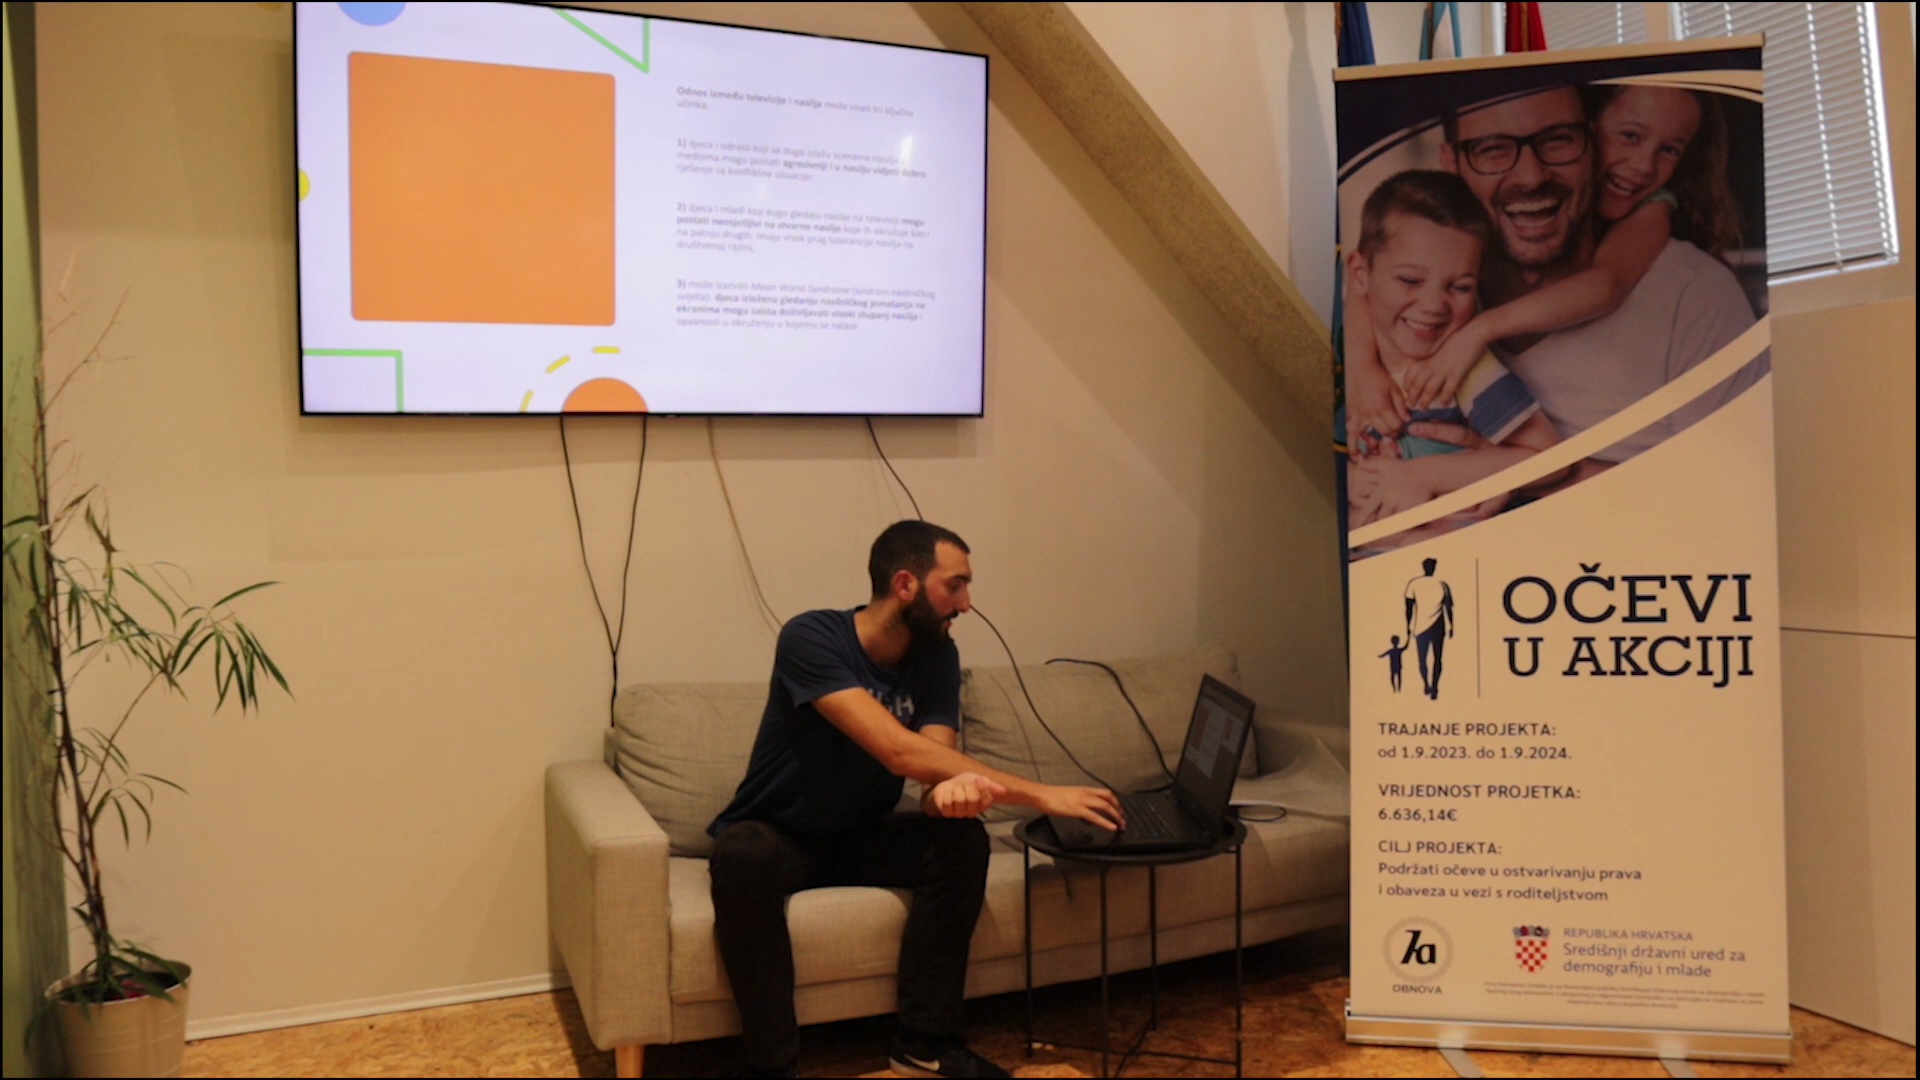 Odnos između televizije i nasilja može imati tri ključna
učinka:
1) djeca i odrasli koji se dugo izlažu scenama nasilja
medijima mogu postati agresivniji i u nasilju vidjeti dobro
rješenje za konfliktne situacije;
2) djeca i mladi koji dugo gledaju nasilje na televiziji mogu
postati neosjetljivi na stvarno nasilje koje ih okružuje kao i
na patnju drugih, imaju visok prag tolerancije nasilja na
društvenoj razini;
3) može izazvati Mean World Syndrome (sindrom nasilničkog
svijeta): djeca izložena gledanju nasilničkog ponašanja na
ekranima mogu zaista doživljavati visoki stupanj nasilja i
opasnosti u okruženju u kojemu se nalaze
OČEVI
U AKCIJI
TRAJANJE PROJEKTA:
od 1.9.2023. do 1.9.2024.
VRIJEDNOST PROJETKA:
6.636,14€
CILJ PROJEKTA:
Podržati očeve u ostvarivanju prava
i obaveza u vezi s roditeljstvom
OBNOVA
REPUBLIKA HRVATSKA
Središnji državni ured za
demografiju i mlade